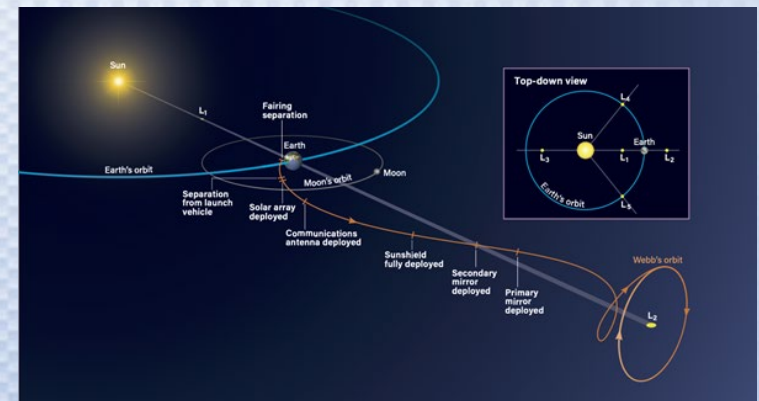 Sun
L1
Fairing
separation
Earth
Earth's orbit
Moon's orbit
Moon
Separation
from launch
vehicle
Solar array
deployed
Communications
antenna deployed
Sunshield
fully deployed
Secondary
mirror
deployed
Primary
mirror
deployed
Webb's orbit
L2
Top-down view
L4
Sun
Earth
L3
L1
L2
Earth's orbit
L5